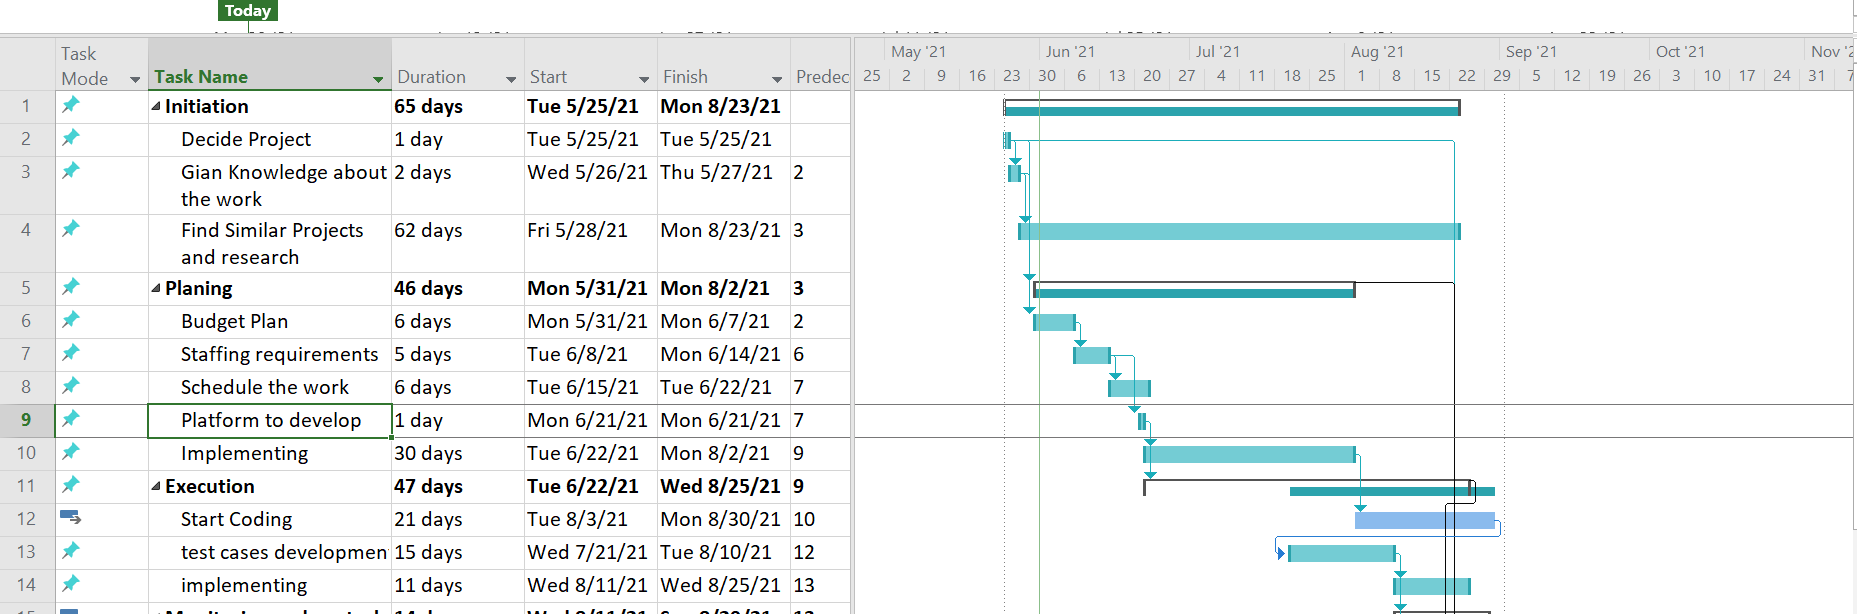 Today
Task Mode Task Name Duration Start Finish Predec
May '21 Jun '21 Jul '21 Aug '21 Sep '21 Oct '21 Nov '2
25 2 9 16 23 30 6 13 20 27 4 11 18 25 1 8 15 22 29 5 12 19 26 3 10 17 24 31 7
1 Initiation 65 days Tue 5/25/21 Mon 8/23/21
2 Decide Project 1 day Tue 5/25/21 Tue 5/25/21
3 Gian Knowledge about the work 2 days Wed 5/26/21 Thu 5/27/21 2
4 Find Similar Projects and research 62 days Fri 5/28/21 Mon 8/23/21 3
5 Planing 46 days Mon 5/31/21 Mon 8/2/21 3
6 Budget Plan 6 days Mon 5/31/21 Mon 6/7/21 2
7 Staffing requirements 5 days Tue 6/8/21 Mon 6/14/21 6
8 Schedule the work 6 days Tue 6/15/21 Tue 6/22/21 7
9 Platform to develop 1 day Mon 6/21/21 Mon 6/21/21 7
10 Implementing 30 days Tue 6/22/21 Mon 8/2/21 9
11 Execution 47 days Tue 6/22/21 Wed 8/25/21 9
12 Start Coding 21 days Tue 8/3/21 Mon 8/30/21 10
13 test cases developmen 15 days Wed 7/21/21 Tue 8/10/21 12
14 implementing 11 days Wed 8/11/21 Wed 8/25/21 13